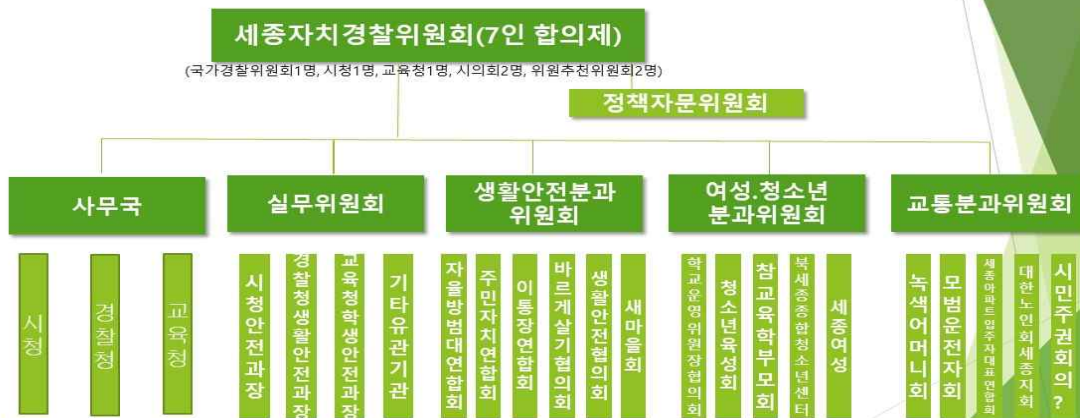 세종자치경찰위원회(7인 합의제)
(국가경찰위원회1명, 시청1명, 교육청1명, 시의회2명, 위원추천위원회2명)
정책자문위원회
사무국
실무위원회
생활안전분과
위원회
여성.청소년
분과위원회
교통분과위원회
시청
경찰청
교육청
시청안전과장
경찰청생활안전과장
교육청학생안전과장
기타유관기관
자율방범대연합회
주민자치연합회
이통장연합회
바르게살기협의회
생활안전협의회
새마을회
학교운영위원장협의회
청소년육성회
참교육학부모회
북세종종합청소년센터
세종여성
녹색어머니회
모범운전자회
세종아파트입주자대표연합회
대한노인회세종지회
시민주권회의?